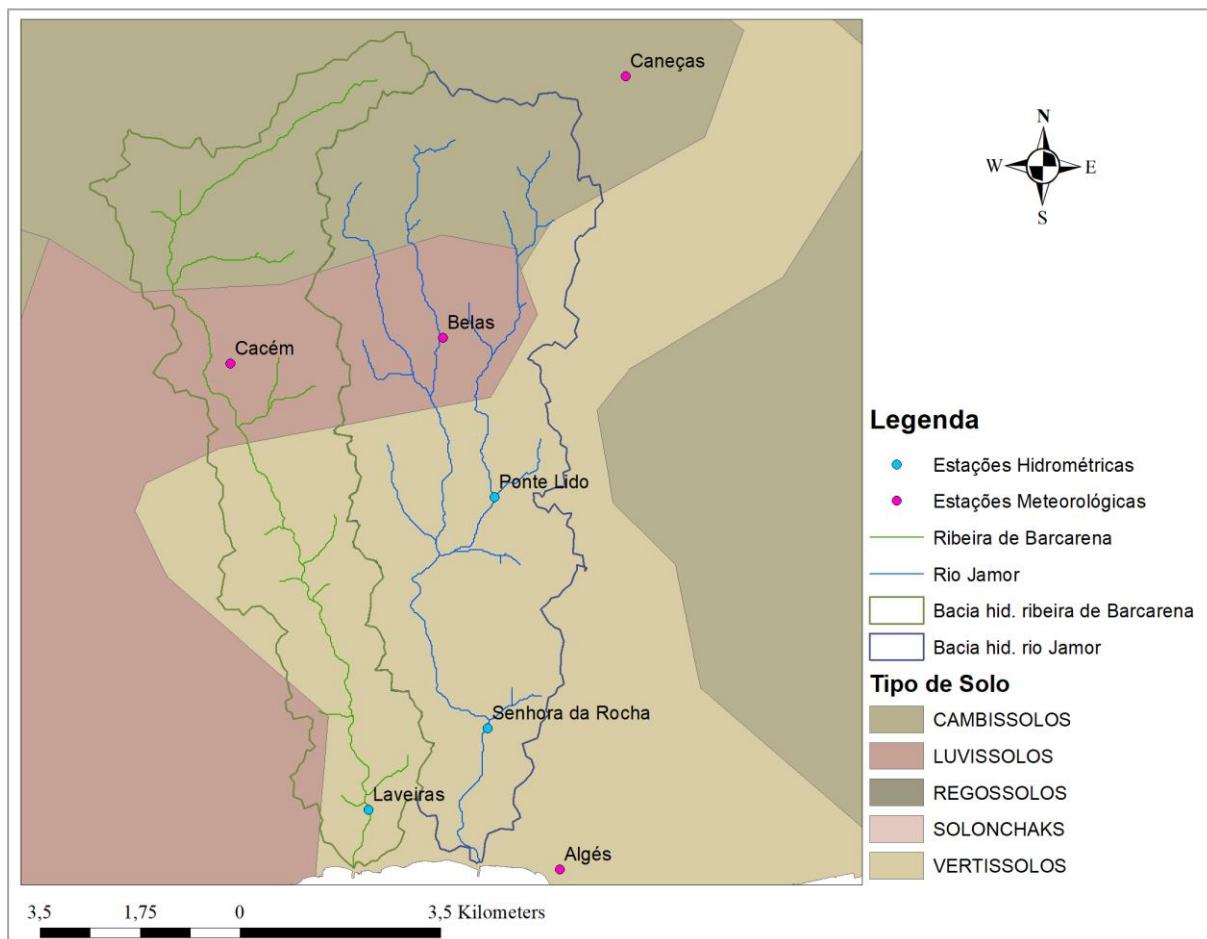 Caneças
N
W
E
S
Belas
Cacém
Ponte Lido
Senhora da Rocha
Laveiras
Algés
Legenda
Estações Hidrométricas
Estações Meteorológicas
Ribeira de Barcarena
Rio Jamor
Bacia hid. ribeira de Barcarena
Bacia hid. rio Jamor
Tipo de Solo
CAMBISSOLOS
LUVISSOLOS
REGOSSOLOS
SOLONCHAKS
VERTISSOLOS
3,5 1,75 0 3,5 Kilometers